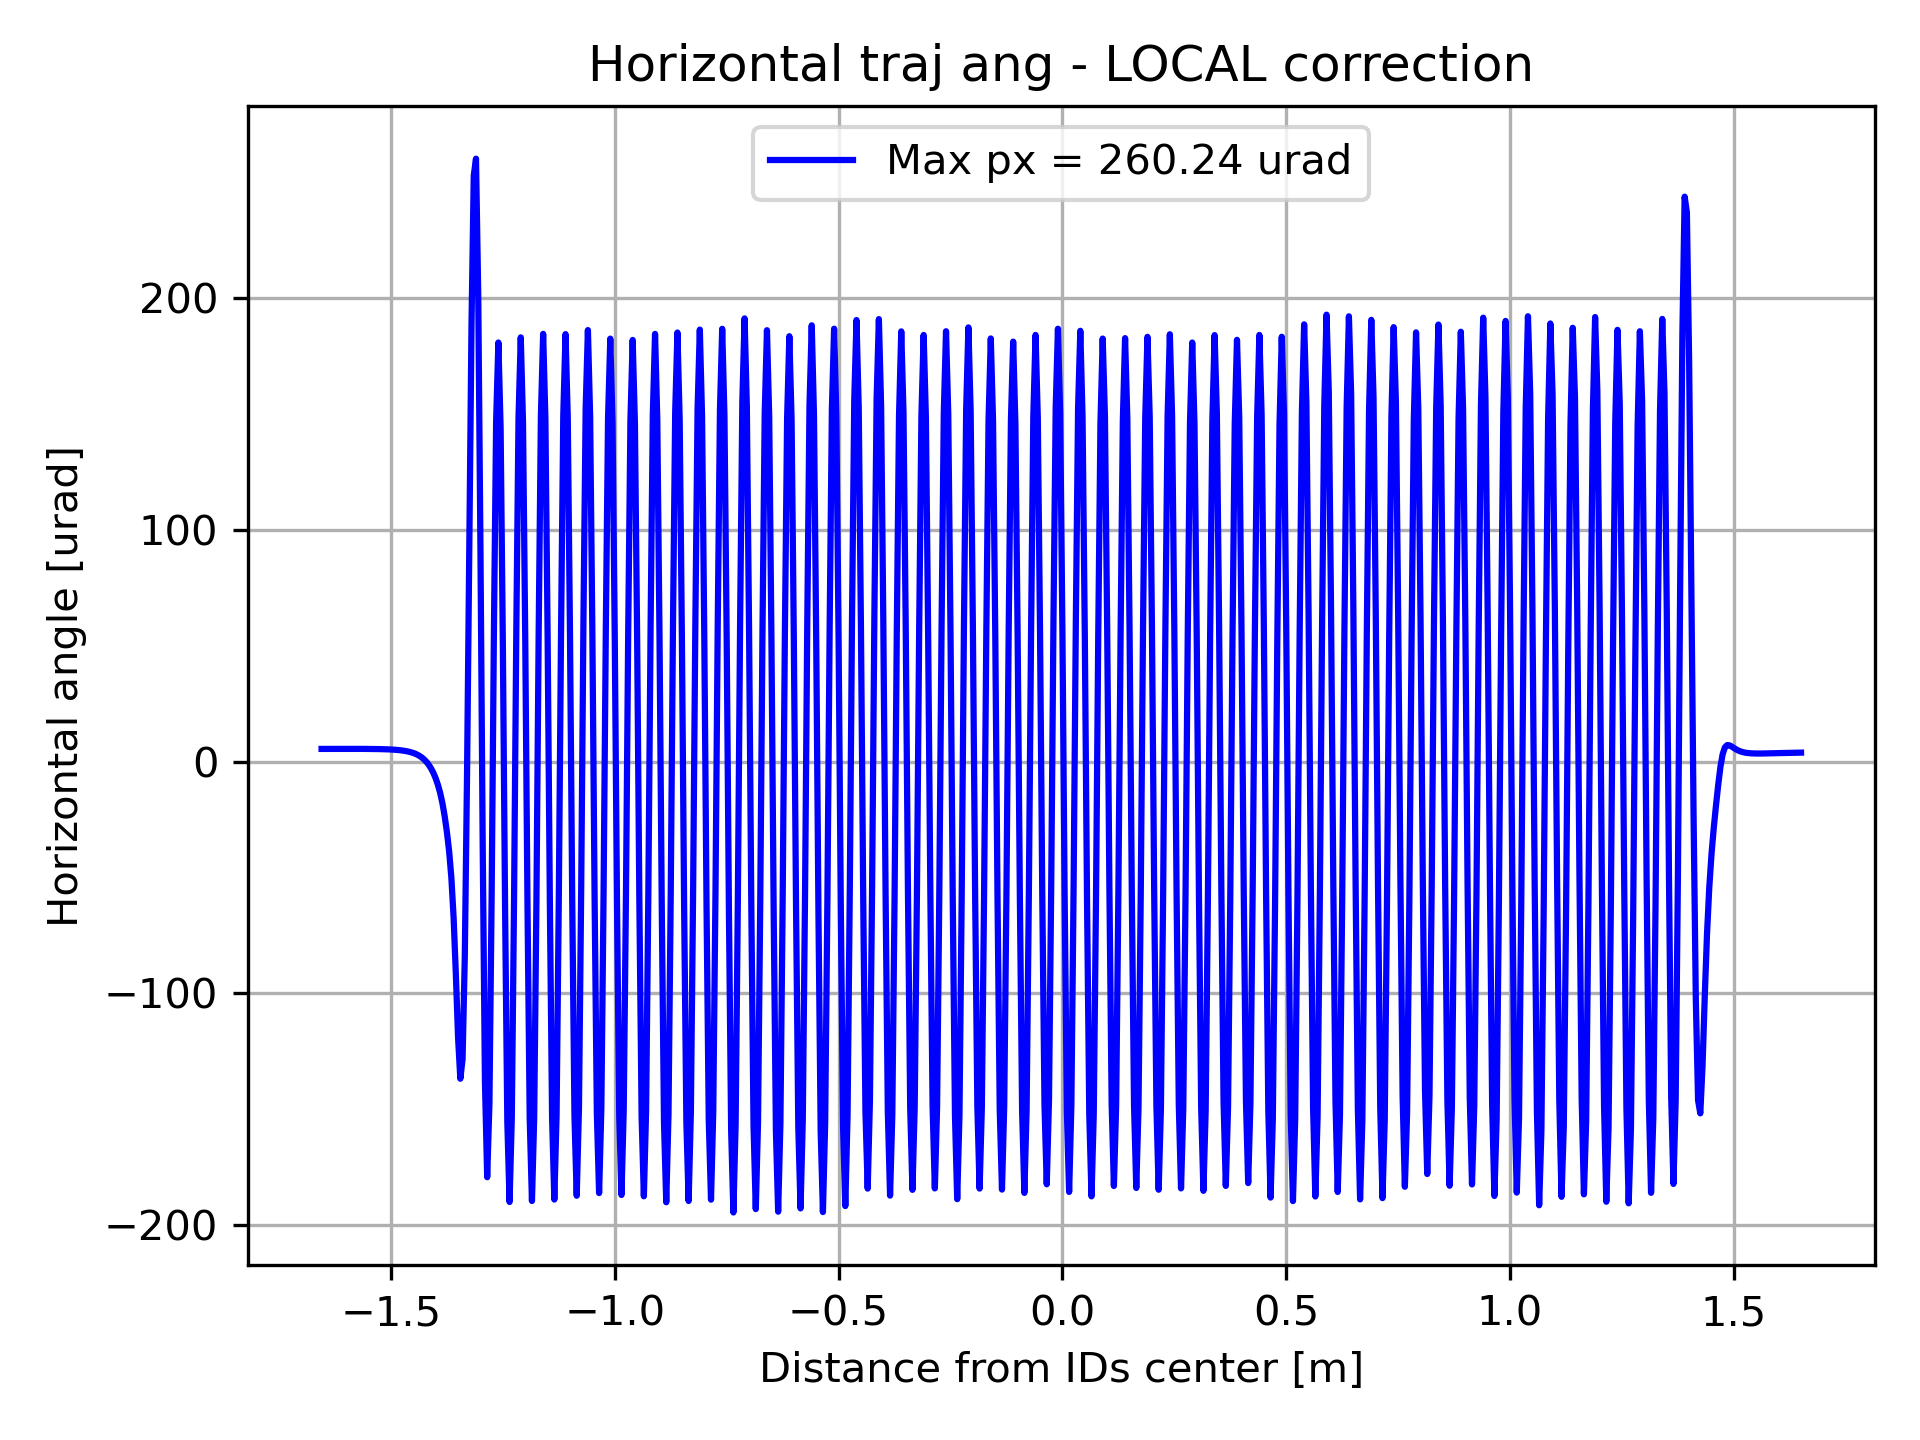 Horizontal traj ang - LOCAL correction
Max px = 260.24 urad
Horizontal angle [urad]
200
100
0
−100
−200
−1.5 −1.0 −0.5 0.0 0.5 1.0 1.5
Distance from IDs center [m]